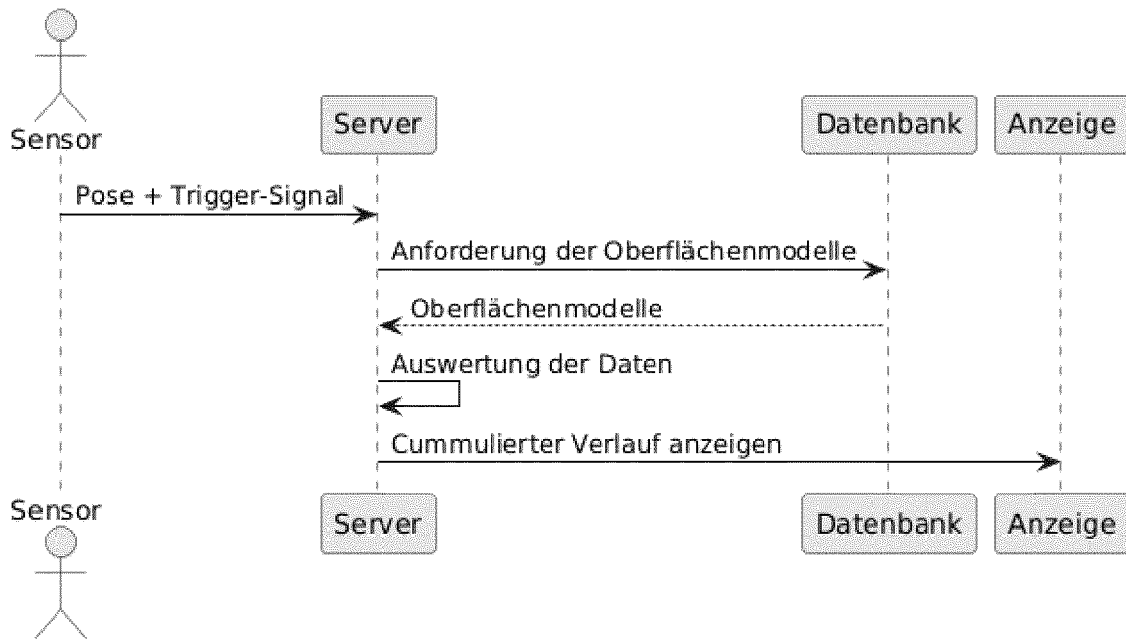 Sensor
Server
Datenbank
Anzeige
Pose + Trigger-Signal
Anforderung der Oberflächenmodelle
Oberflächenmodelle
Auswertung der Daten
Cummulierter Verlauf anzeigen
Sensor
Server
Datenbank
Anzeige